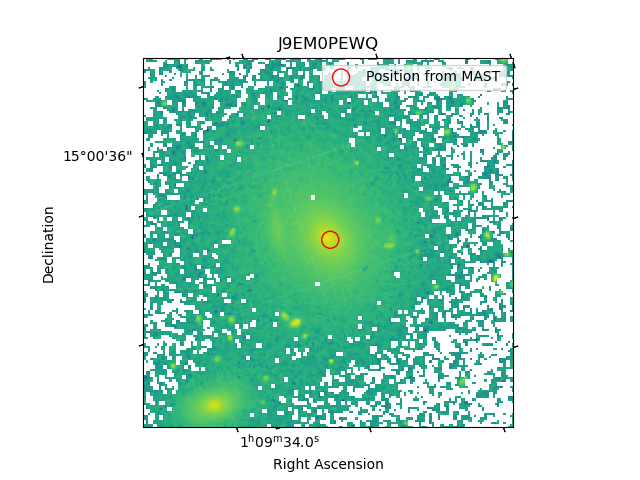 J9EM0PEWQ
Position from MAST
15°00'36"
Declination
1ʰ09ᵐ34.0ˢ
Right Ascension